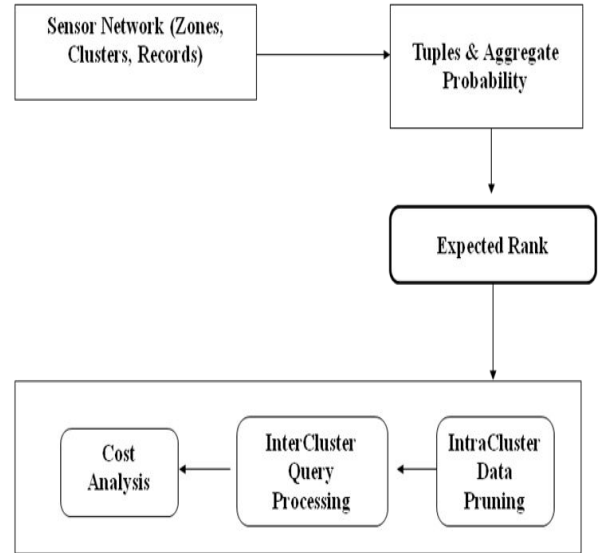 Sensor Network (Zones,
Clusters, Records)
Tuples & Aggregate
Probability
Expected Rank
Cost
Analysis
InterCluster
Query
Processing
IntraCluster
Data
Pruning